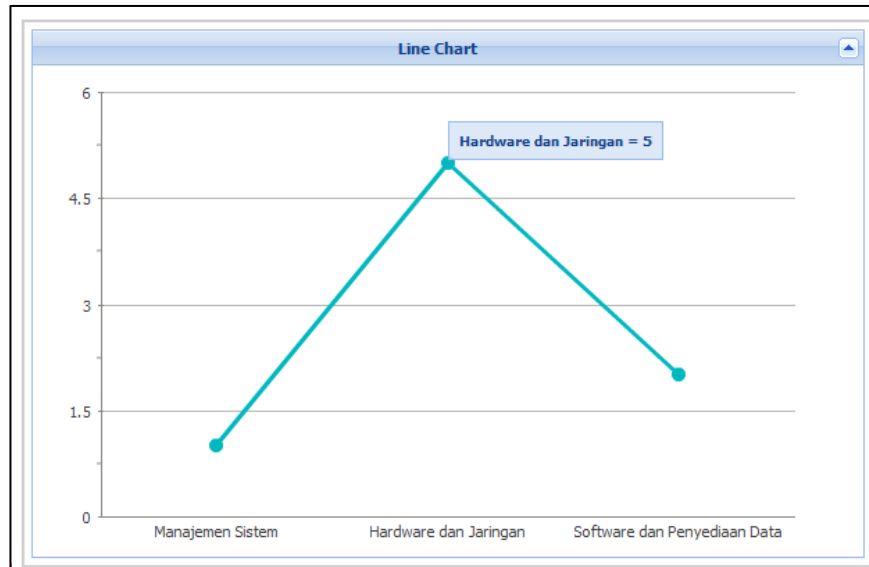 Line Chart
6
Hardware dan Jaringan = 5
4.5
3
1.5
0
Manajemen Sistem Hardware dan Jaringan Software dan Penyediaan Data